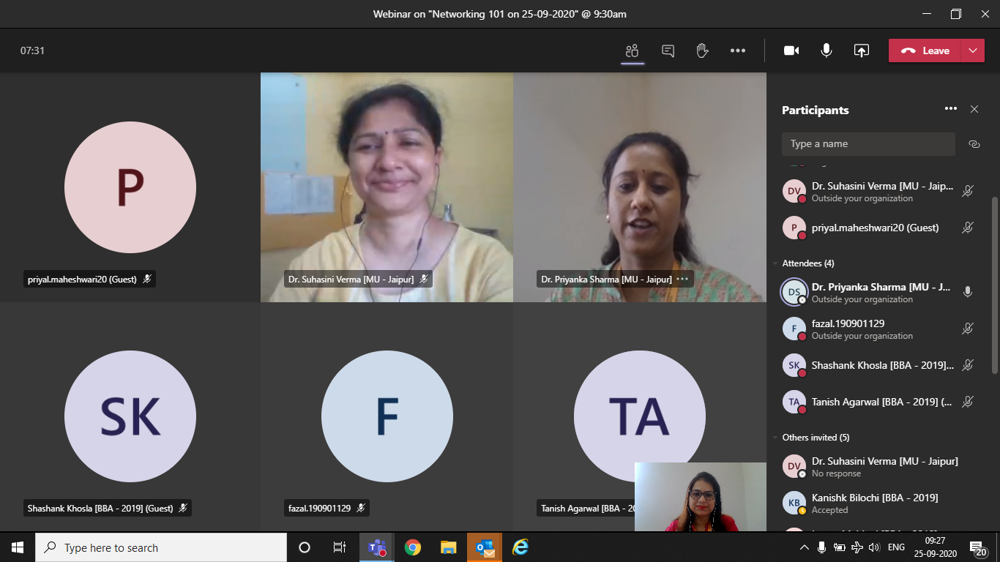 Webinar on "Networking 101 on 25-09-2020" @ 9:30am
07:31
Leave
P
priyal.maheshwari20 (Guest)
Dr. Suhasini Verma [MU - Jaipur]
Dr. Priyanka Sharma [MU - Jaipur]
SK
Shashank Khosla [BBA - 2019] (Guest)
F
fazal.190901129
TA
Tanish Agarwal [BBA - 20
Participants
Type a name
DV
Dr. Suhasini Verma [MU - Jaip...
Outside your organization
P
priyal.maheshwari20 (Guest)
Attendees (4)
DS
Dr. Priyanka Sharma [MU - J...
Outside your organization
F
fazal.190901129
Outside your organization
SK
Shashank Khosla [BBA - 2019]...
TA
Tanish Agarwal [BBA - 2019] (...
Others invited (5)
DV
Dr. Suhasini Verma [MU - Jaipur]
No response
KB
Kanishk Bilochi [BBA - 2019]
Accepted
Type here to search
ENG
09:27
25-09-2020
20